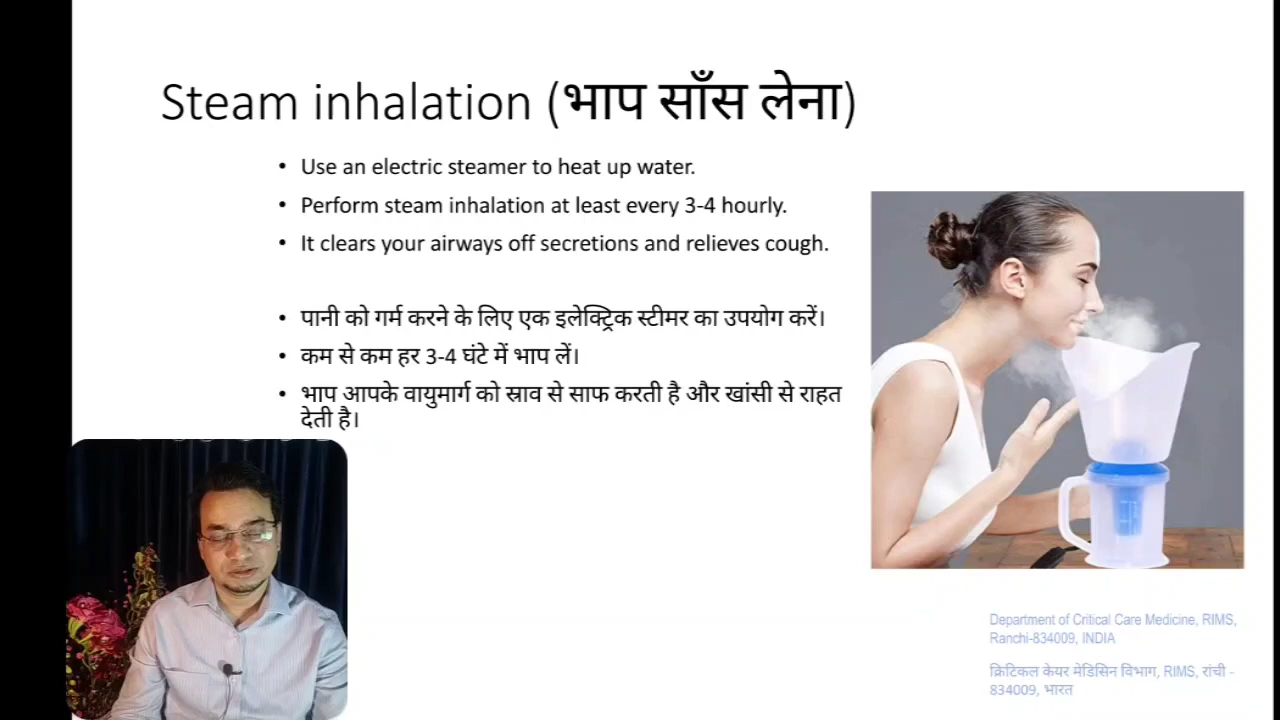 Steam inhalation (भाप साँस लेना)
• Use an electric steamer to heat up water.
• Perform steam inhalation at least every 3-4 hourly.
• It clears your airways off secretions and relieves cough.
• पानी को गर्म करने के लिए एक इलेक्ट्रिक स्टीमर का उपयोग करें।
• कम से कम हर 3-4 घंटे में भाप लें।
• भाप आपके वायुमार्ग को स्राव से साफ करती है और खांसी से राहत
देती है।
Department of Critical Care Medicine, RIMS,
Ranchi-834009, INDIA
क्रिटिकल केयर मेडिसिन विभाग, RIMS, रांची -
834009, भारत